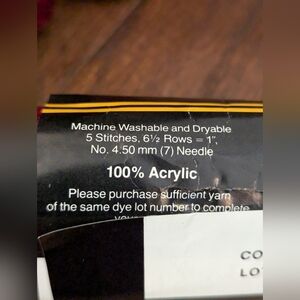 Machine Washable and Dryable
5 Stitches, 6½ Rows = 1",
No. 4.50 mm (7) Needle
100% Acrylic
Please purchase sufficient yarn
of the same dye lot number to complete
CO
LO